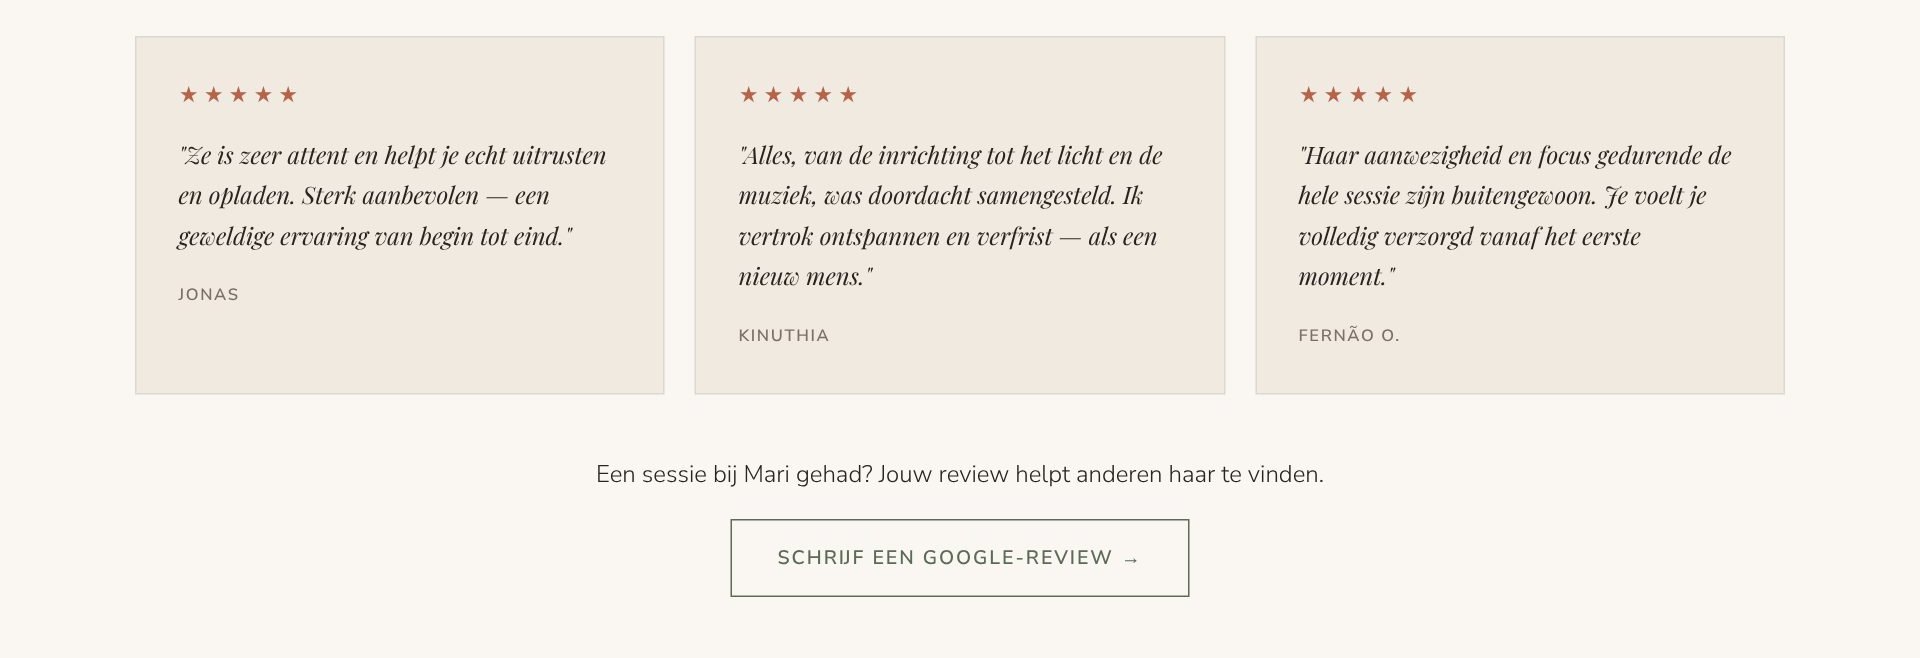 ★★★★★
"Ze is zeer attent en helpt je echt uitrusten
en opladen. Sterk aanbevolen — een
geweldige ervaring van begin tot eind."
JONAS
★★★★★
"Alles, van de inrichting tot het licht en de
muziek, was doordacht samengesteld. Ik
vertrok ontspannen en verfrist — als een
nieuw mens."
KINUTHIA
★★★★★
"Haar aanwezigheid en focus gedurende de
hele sessie zijn buitengewoon. Je voelt je
volledig verzorgd vanaf het eerste
moment."
FERNÃO O.
Een sessie bij Mari gehad? Jouw review helpt anderen haar te vinden.
SCHRIJF EEN GOOGLE-REVIEW →